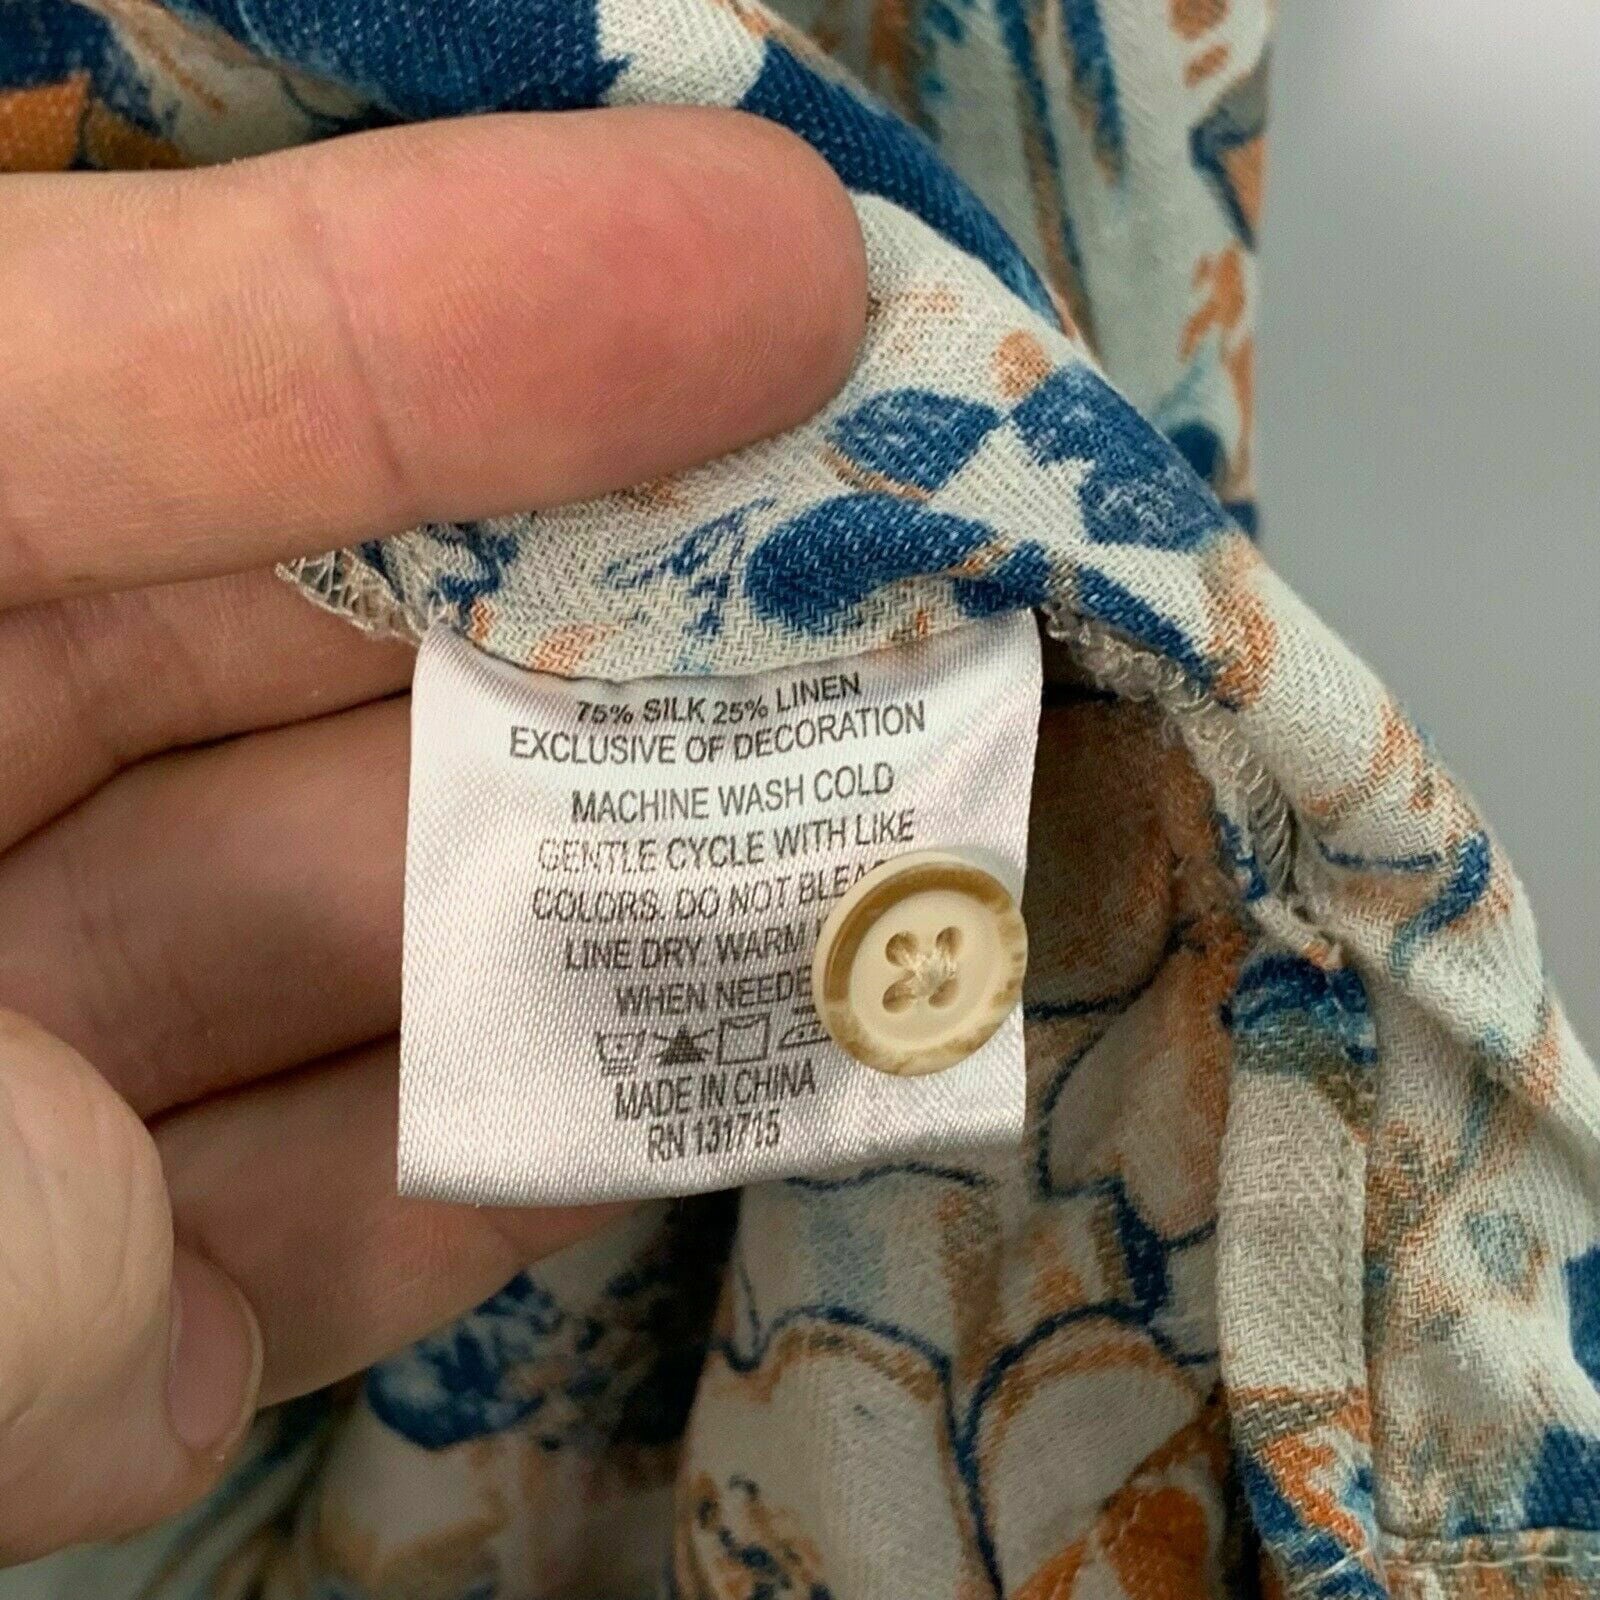 75% SILK 25% LINEN
EXCLUSIVE OF DECORATION
MACHINE WASH COLD
GENTLE CYCLE WITH LIKE
COLORS. DO NOT
LINE DRY. WARM
WHEN
MADE IN CHINA
RN 131715